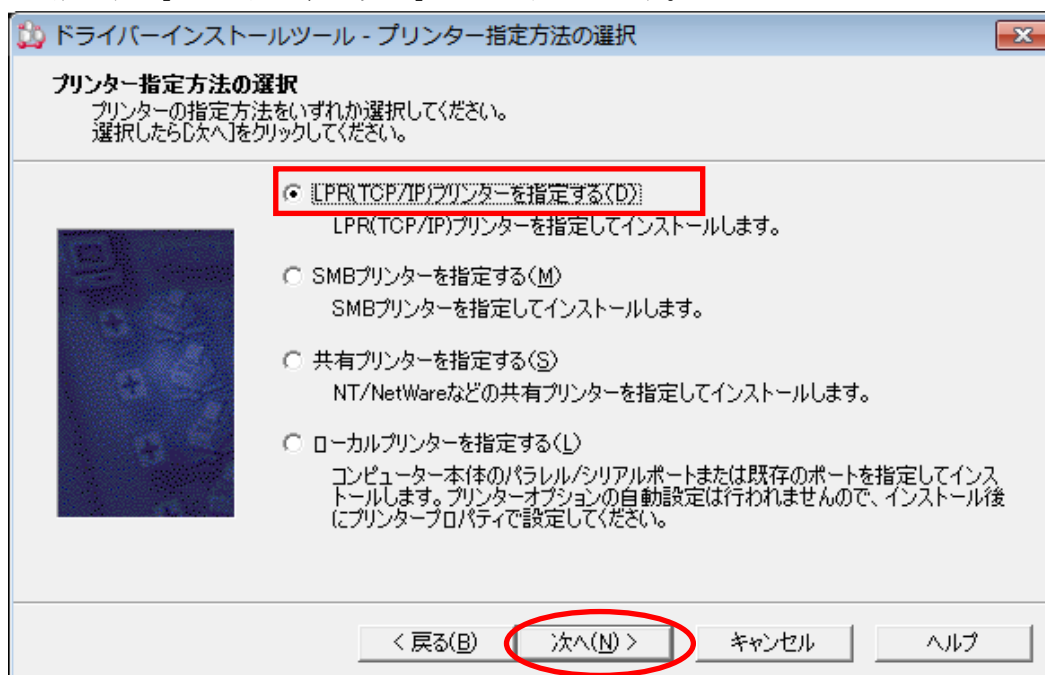 ドライバーインストールツール - プリンター指定方法の選択
プリンター指定方法の選択
プリンターの指定方法をいずれか選択してください。
選択したら[次へ]をクリックしてください。
LPR(TCP/IP)プリンターを指定する(D)
LPR(TCP/IP)プリンターを指定してインストールします。
SMBプリンターを指定する(M)
SMBプリンターを指定してインストールします。
共有プリンターを指定する(S)
NT/NetWareなどの共有プリンターを指定してインストールします。
ローカルプリンターを指定する(L)
コンピューター本体のパラレル/シリアルポートまたは既存のポートを指定してインス
トールします。プリンターオプションの自動設定は行われませんので、インストール後
にプリンタープロパティで設定してください。
< 戻る(B)
次へ(N) >
キャンセル
ヘルプ